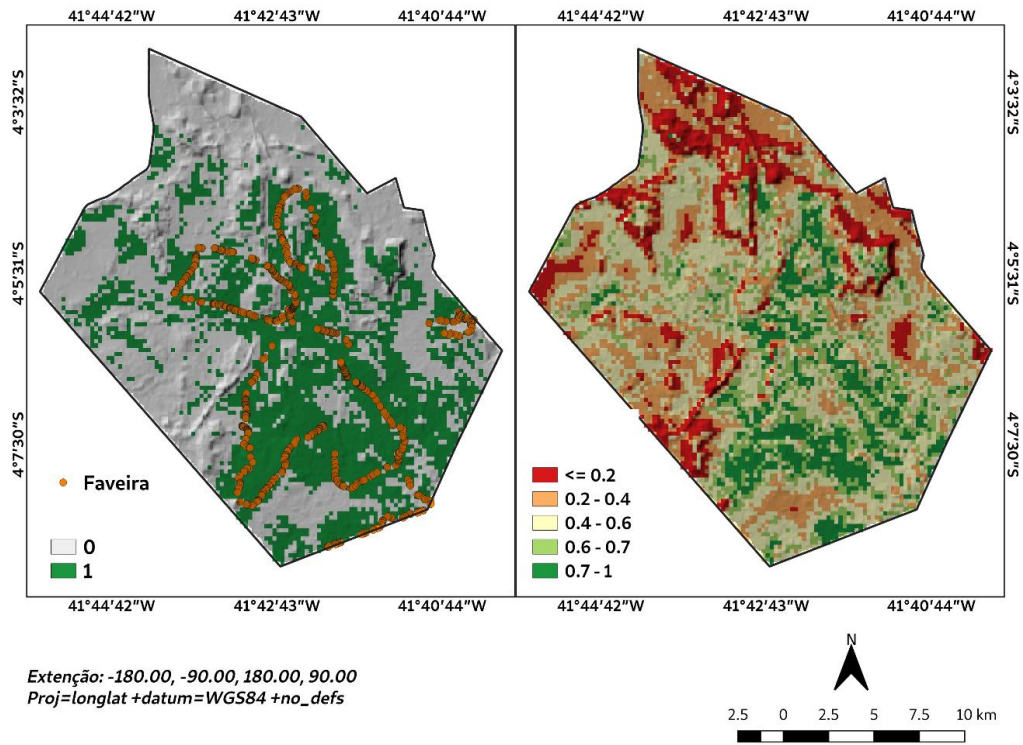 41°44′42″W 41°42′43″W 41°40′44″W 41°44′42″W 41°42′43″W 41°40′44″W
4°3′32″S
4°5′31″S
4°7′30″S
4°3′32″S
4°5′31″S
4°7′30″S
Faveira
0
1
<= 0.2
0.2 - 0.4
0.4 - 0.6
0.6 - 0.7
0.7 - 1
41°44′42″W 41°42′43″W 41°40′44″W 41°44′42″W 41°42′43″W 41°40′44″W
Extenção: -180.00, -90.00, 180.00, 90.00
Proj=longlat +datum=WGS84 +no_defs
N
2.5 0 2.5 5 7.5 10 km